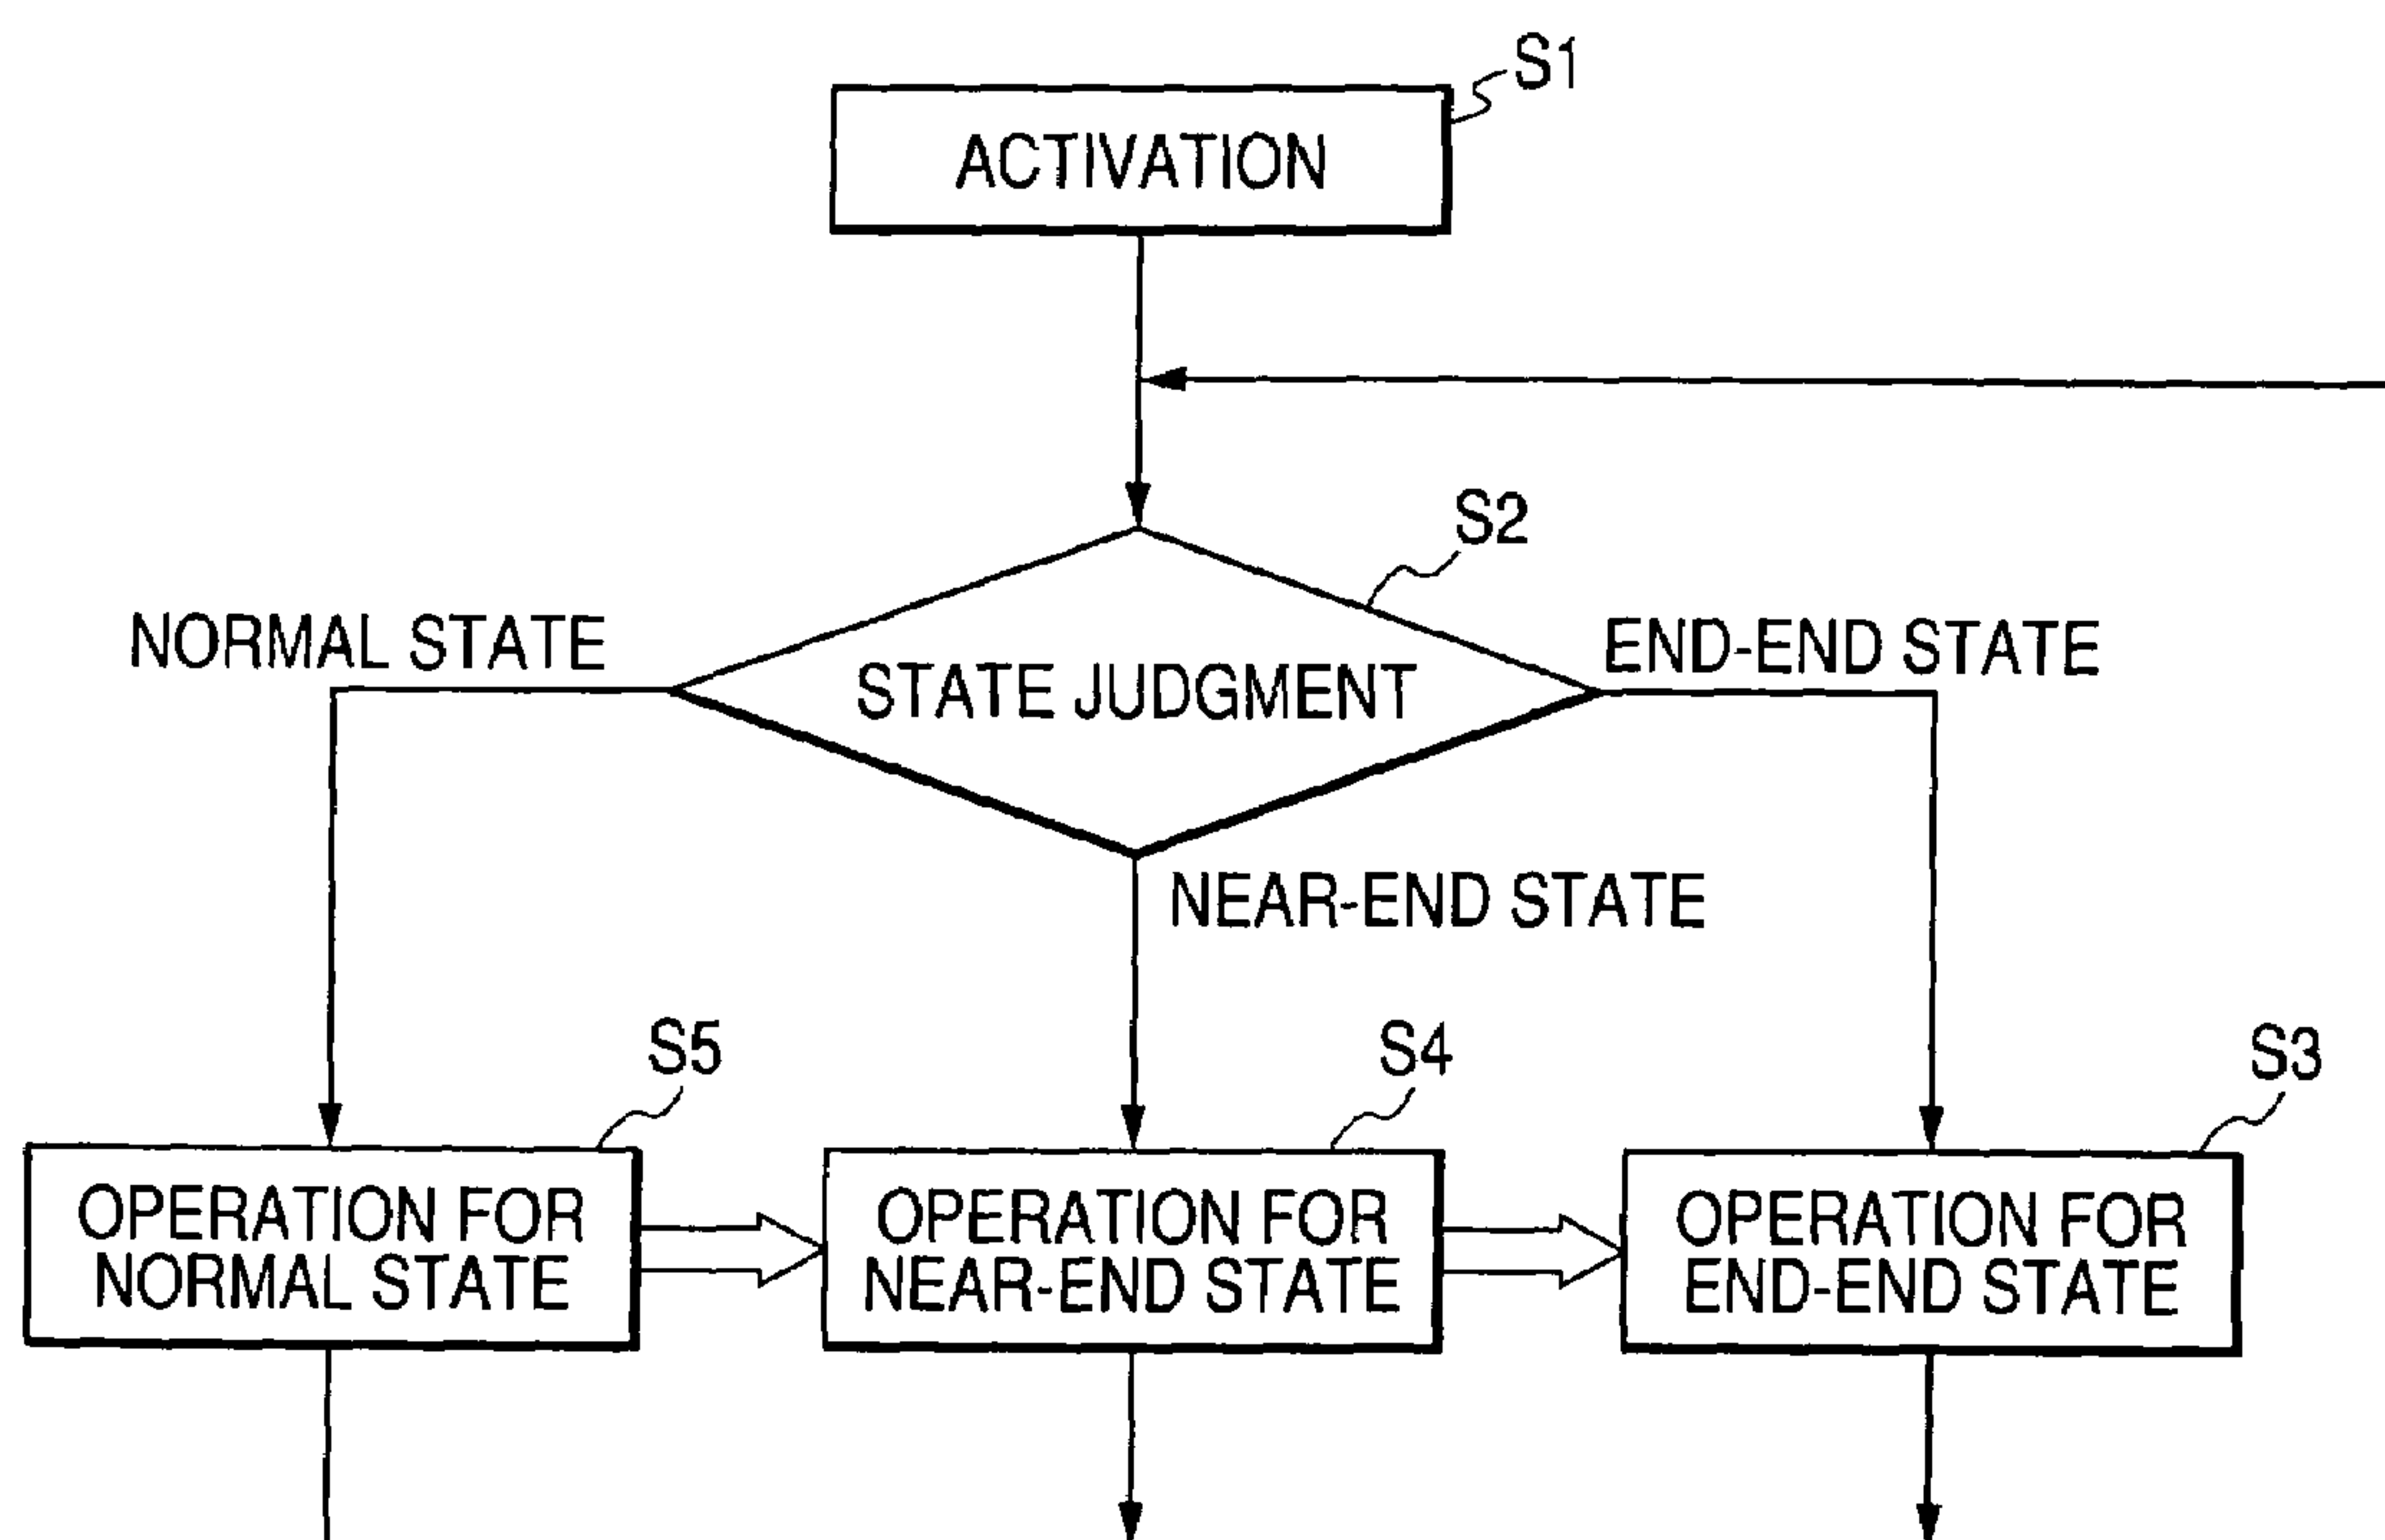 S1
ACTIVATION
S2
NORMAL STATE
END-END STATE
STATE JUDGMENT
NEAR-END STATE
S5
S4
S3
OPERATION FOR
NORMAL STATE
OPERATION FOR
NEAR-END STATE
OPERATION FOR
END-END STATE